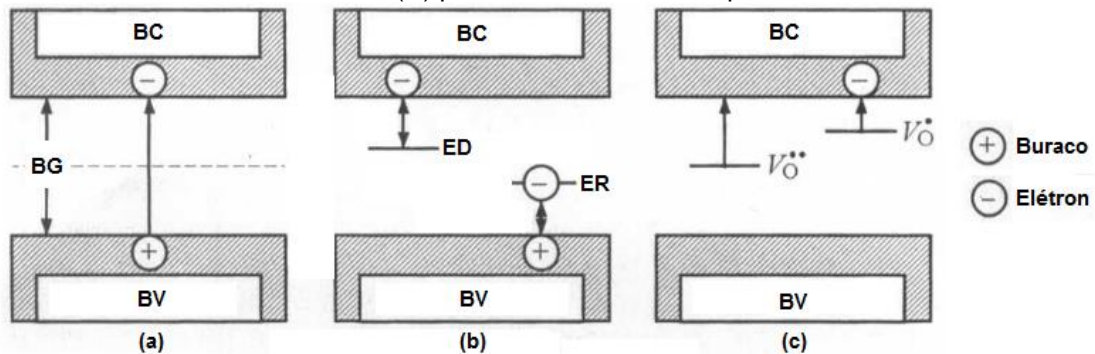 BC BC BC
− − −
BG ED V_O^•• V_O^• + Buraco
− ER − Elétron
+ +
BV BV BV
(a) (b) (c)